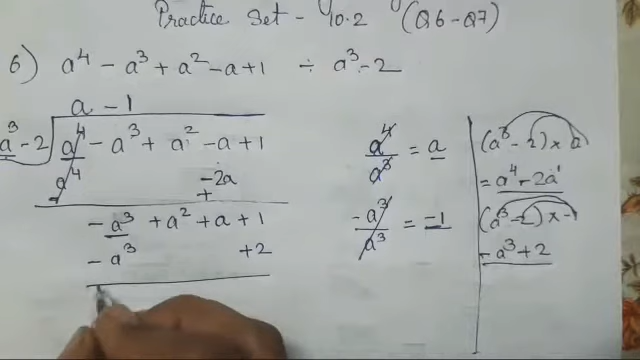 Practice Set - 10.2 (Q6-Q7)
6) a⁴ - a³ + a² - a + 1 ÷ a³ - 2
a - 1
a³ - 2 a⁴ - a³ + a² - a + 1
a⁴ - 2a
- +
- a³ + a² + a + 1
- a³ + 2
a⁴/a³ = a
-a³/a³ = -1
(a³ - 2) × a
= a⁴ - 2a
(a³ - 2) × -1
- a³ + 2